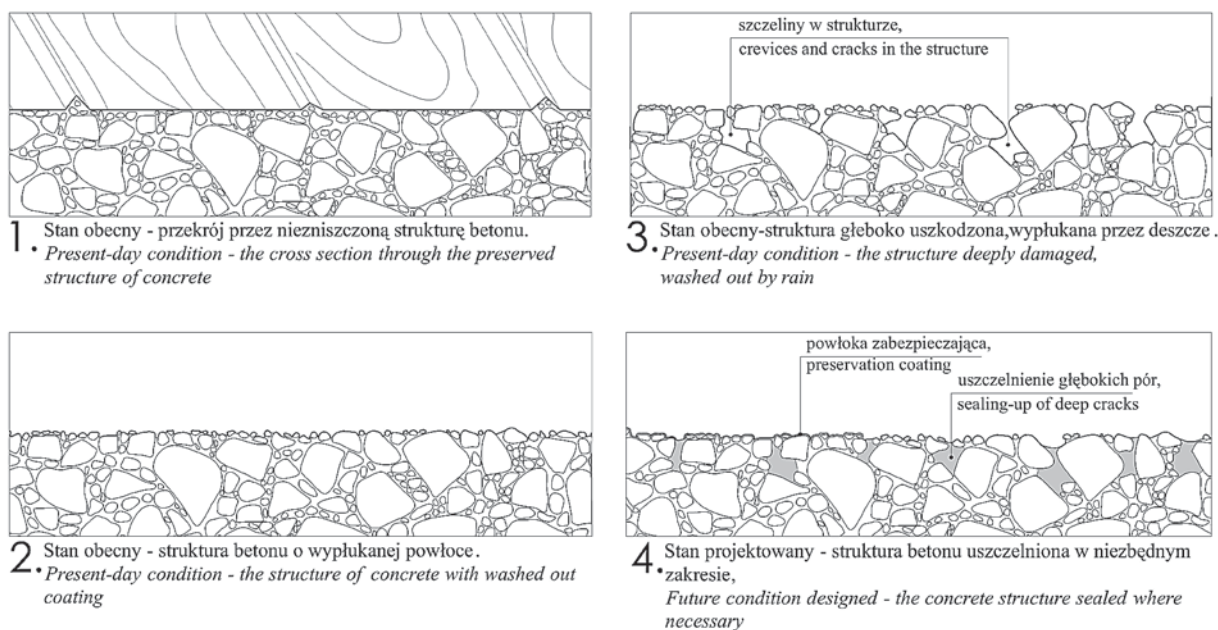 1. Stan obecny - przekrój przez niezniszczoną strukturę betonu.
Present-day condition - the cross section through the preserved
structure of concrete
2. Stan obecny - struktura betonu o wypłukanej powłoce.
Present-day condition - the structure of concrete with washed out
coating
szczeliny w strukturze,
crevices and cracks in the structure
3. Stan obecny-struktura głeboko uszkodzona,wypłukana przez deszcze.
Present-day condition - the structure deeply damaged,
washed out by rain
powłoka zabezpieczająca,
preservation coating
uszczelnienie głębokich pór,
sealing-up of deep cracks
4. Stan projektowany - struktura betonu uszczelniona w niezbędnym
zakresie,
Future condition designed - the concrete structure sealed where
necessary